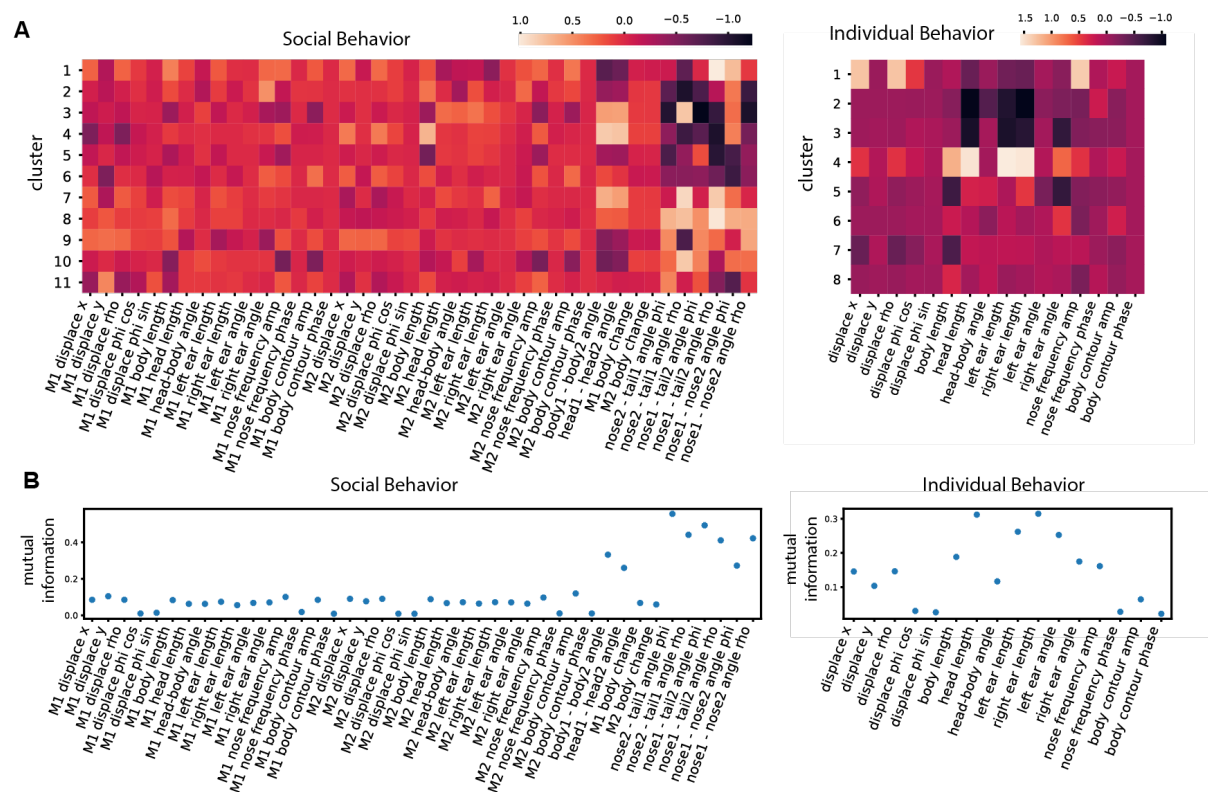 A
Social Behavior
1.0 0.5 0.0 −0.5 −1.0
cluster
1
2
3
4
5
6
7
8
9
10
11
M1 displace x
M1 displace y
M1 displace rho
M1 displace phi cos
M1 displace phi sin
M1 body length
M1 head length
M1 head-body angle
M1 left ear length
M1 right ear length
M1 left ear angle
M1 right ear angle
M1 nose frequency amp
M1 nose frequency phase
M1 body contour amp
M1 body contour phase
M2 displace x
M2 displace y
M2 displace rho
M2 displace phi cos
M2 displace phi sin
M2 body length
M2 head length
M2 head-body angle
M2 left ear length
M2 right ear length
M2 left ear angle
M2 right ear angle
M2 nose frequency amp
M2 nose frequency phase
M2 body contour amp
M2 body contour phase
body1 - body2 angle
head1 - head2 angle
M1 body change
M2 body change
nose2 - tail1 angle phi
nose2 - tail1 angle rho
nose1 - tail2 angle phi
nose1 - tail2 angle rho
nose1 - nose2 angle phi
nose1 - nose2 angle rho
Individual Behavior
1.5 1.0 0.5 0.0 −0.5 −1.0
cluster
1
2
3
4
5
6
7
8
displace x
displace y
displace rho
displace phi cos
displace phi sin
body length
head length
head-body angle
left ear length
right ear length
left ear angle
right ear angle
nose frequency amp
nose frequency phase
body contour amp
body contour phase
B
Social Behavior
mutual
information
0.4
0.2
0.0
M1 displace x
M1 displace y
M1 displace rho
M1 displace phi cos
M1 displace phi sin
M1 body length
M1 head length
M1 head-body angle
M1 left ear length
M1 right ear length
M1 left ear angle
M1 right ear angle
M1 nose frequency amp
M1 nose frequency phase
M1 body contour amp
M1 body contour phase
M2 displace x
M2 displace y
M2 displace rho
M2 displace phi cos
M2 displace phi sin
M2 body length
M2 head length
M2 head-body angle
M2 left ear length
M2 right ear length
M2 left ear angle
M2 right ear angle
M2 nose frequency amp
M2 nose frequency phase
M2 body contour amp
M2 body contour phase
body1 - body2 angle
head1 - head2 angle
M1 body change
M2 body change
nose2 - tail1 angle phi
nose2 - tail1 angle rho
nose1 - tail2 angle phi
nose1 - tail2 angle rho
nose1 - nose2 angle phi
nose1 - nose2 angle rho
Individual Behavior
mutual
information
0.3
0.2
0.1
displace x
displace y
displace rho
displace phi cos
displace phi sin
body length
head length
head-body angle
left ear length
right ear length
left ear angle
right ear angle
nose frequency amp
nose frequency phase
body contour amp
body contour phase